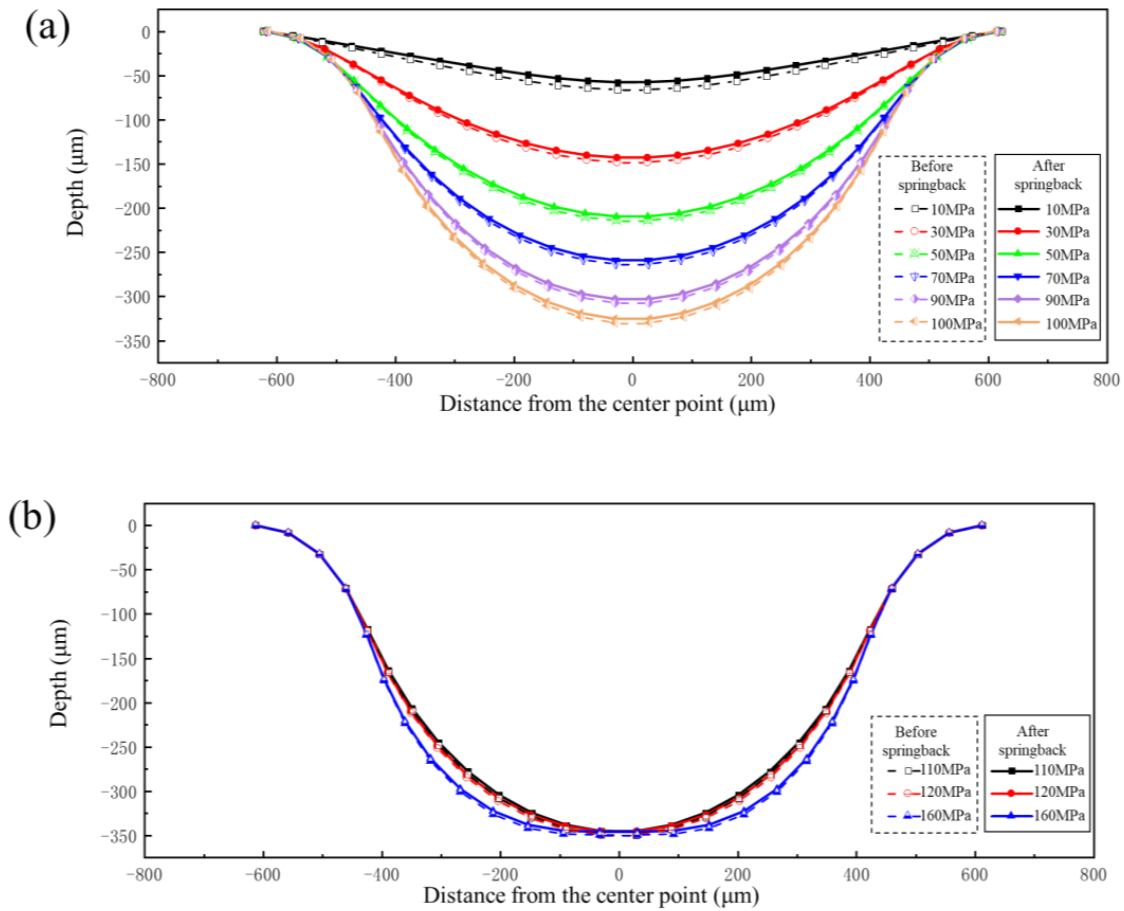 (a)
0
-50
-100
-150
-200
-250
-300
-350
Depth (μm)
-800 -600 -400 -200 0 200 400 600 800
Distance from the center point (μm)
Before
springback
10MPa
30MPa
50MPa
70MPa
90MPa
100MPa
After
springback
10MPa
30MPa
50MPa
70MPa
90MPa
100MPa
(b)
0
-50
-100
-150
-200
-250
-300
-350
Depth (μm)
-800 -600 -400 -200 0 200 400 600 800
Distance from the center point (μm)
Before
springback
110MPa
120MPa
160MPa
After
springback
110MPa
120MPa
160MPa